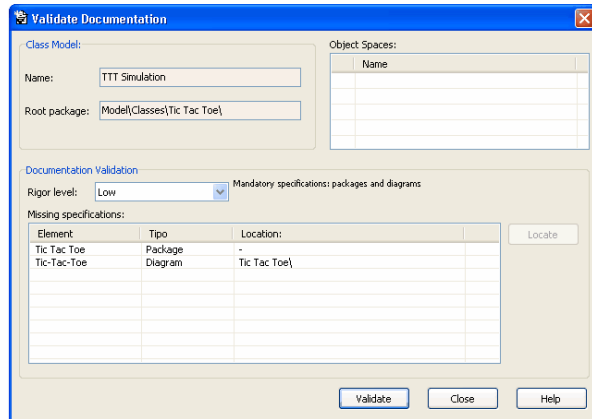 Validate Documentation
Class Model:
Name: TTT Simulation
Root package: Model\Classes\Tic Tac Toe\
Object Spaces:
Name
Documentation Validation
Rigor level: Low Mandatory specifications: packages and diagrams
Missing specifications:
Element Tipo Location:
Tic Tac Toe Package -
Tic-Tac-Toe Diagram Tic Tac Toe\
Locate
Validate Close Help